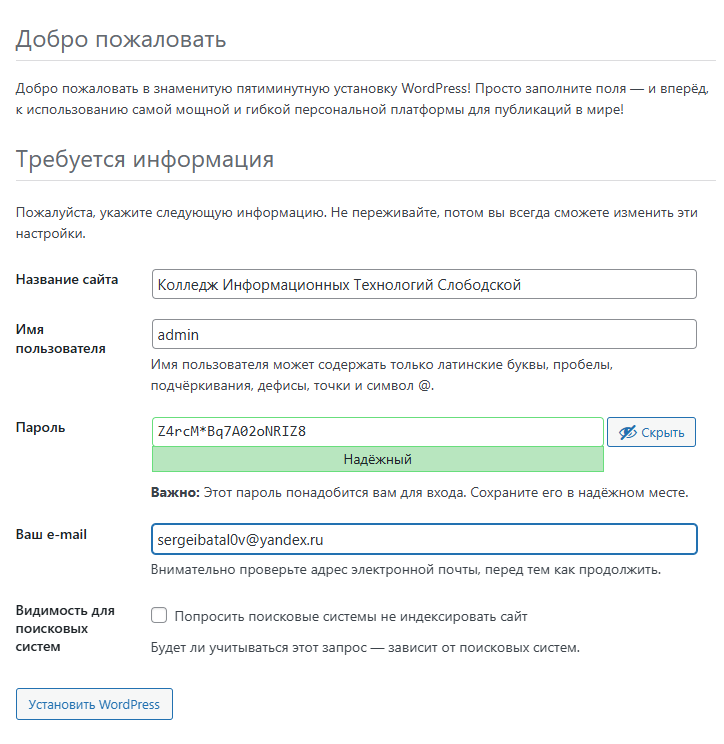 Добро пожаловать
Добро пожаловать в знаменитую пятиминутную установку WordPress! Просто заполните поля — и вперёд,
к использованию самой мощной и гибкой персональной платформы для публикаций в мире!
Требуется информация
Пожалуйста, укажите следующую информацию. Не переживайте, потом вы всегда сможете изменить эти
настройки.
Название сайта
Колледж Информационных Технологий Слободской
Имя
пользователя
admin
Имя пользователя может содержать только латинские буквы, пробелы,
подчёркивания, дефисы, точки и символ @.
Пароль
Z4rcM*Bq7A02oNRIZ8
Скрыть
Надёжный
Важно: Этот пароль понадобится вам для входа. Сохраните его в надёжном месте.
Ваш e-mail
sergeibatal0v@yandex.ru
Внимательно проверьте адрес электронной почты, перед тем как продолжить.
Видимость для
поисковых
систем
Попросить поисковые системы не индексировать сайт
Будет ли учитываться этот запрос — зависит от поисковых систем.
Установить WordPress